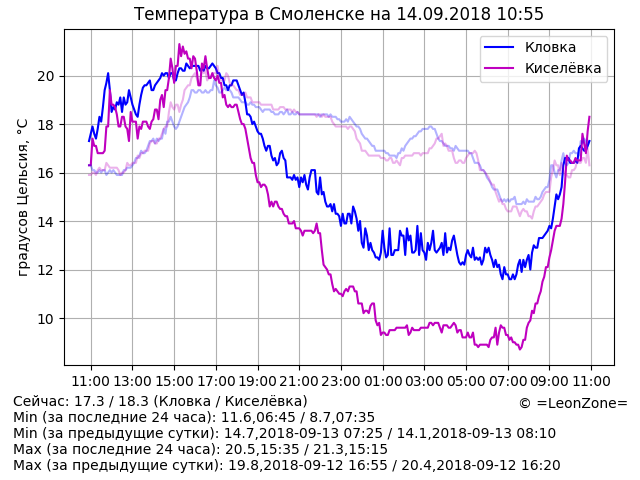 Температура в Смоленске на 14.09.2018 10:55
градусов Цельсия, °C
20
18
16
14
12
10
Кловка
Киселёвка
11:00 13:00 15:00 17:00 19:00 21:00 23:00 01:00 03:00 05:00 07:00 09:00 11:00
Сейчас: 17.3 / 18.3 (Кловка / Киселёвка)
© =LeonZone=
Min (за последние 24 часа): 11.6,06:45 / 8.7,07:35
Min (за предыдущие сутки): 14.7,2018-09-13 07:25 / 14.1,2018-09-13 08:10
Max (за последние 24 часа): 20.5,15:35 / 21.3,15:15
Max (за предыдущие сутки): 19.8,2018-09-12 16:55 / 20.4,2018-09-12 16:20